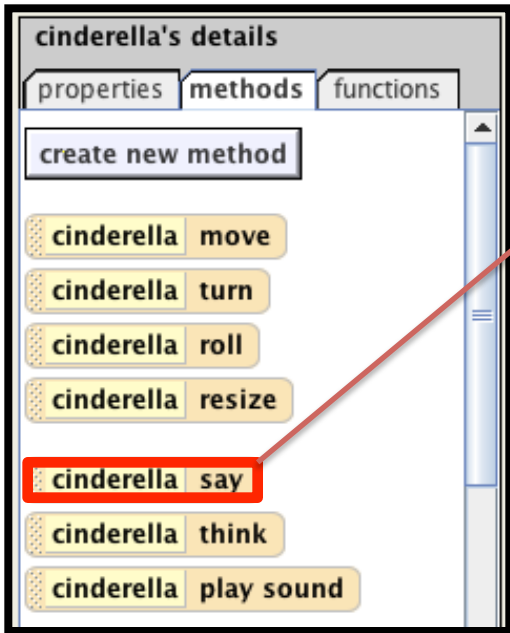 cinderella's details
properties methods functions
create new method
cinderella move
cinderella turn
cinderella roll
cinderella resize
cinderella say
cinderella think
cinderella play sound